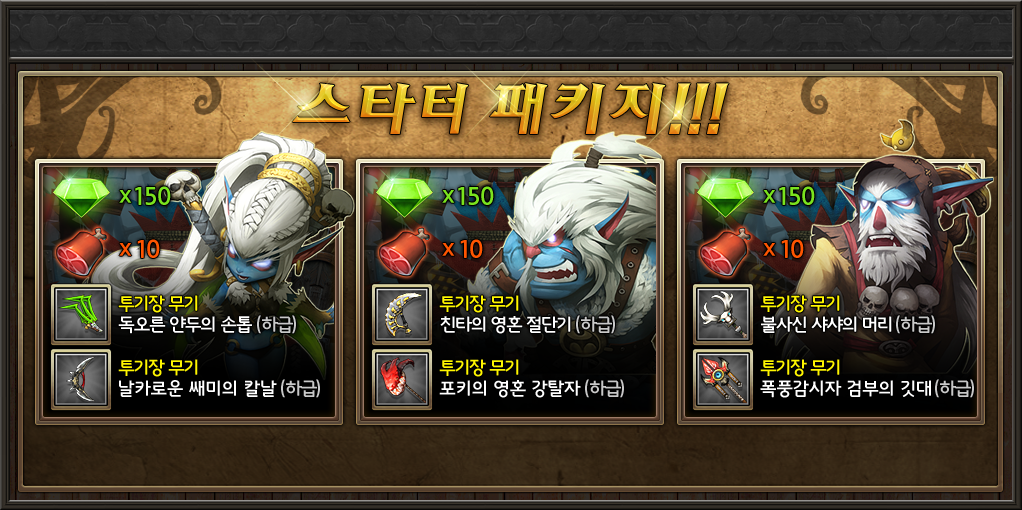 스타터 패키지!!!
x150
x 10
투기장 무기
독오른 얀두의 손톱 (하급)
투기장 무기
날카로운 쌔미의 칼날 (하급)
x150
x 10
투기장 무기
친타의 영혼 절단기 (하급)
투기장 무기
포키의 영혼 강탈자 (하급)
x150
x 10
투기장 무기
불사신 샤샤의 머리 (하급)
투기장 무기
폭풍감시자 검부의 깃대 (하급)